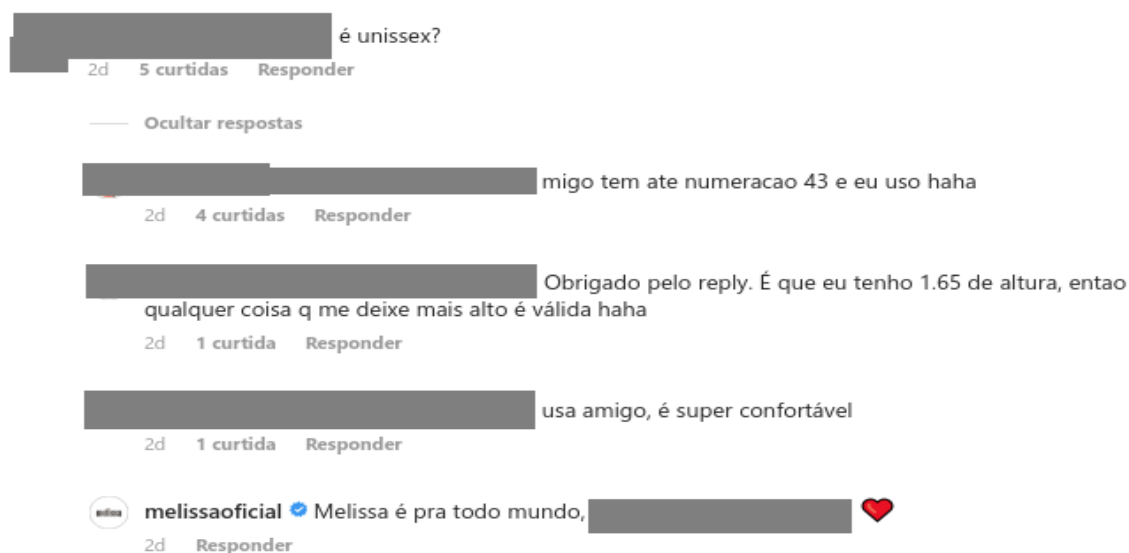 é unissex?
2d 5 curtidas Responder
Ocultar respostas
migo tem ate numeracao 43 e eu uso haha
2d 4 curtidas Responder
Obrigado pelo reply. É que eu tenho 1.65 de altura, entao
qualquer coisa q me deixe mais alto é válida haha
2d 1 curtida Responder
usa amigo, é super confortável
2d 1 curtida Responder
melissa
melissaoficial Melissa é pra todo mundo,
2d Responder